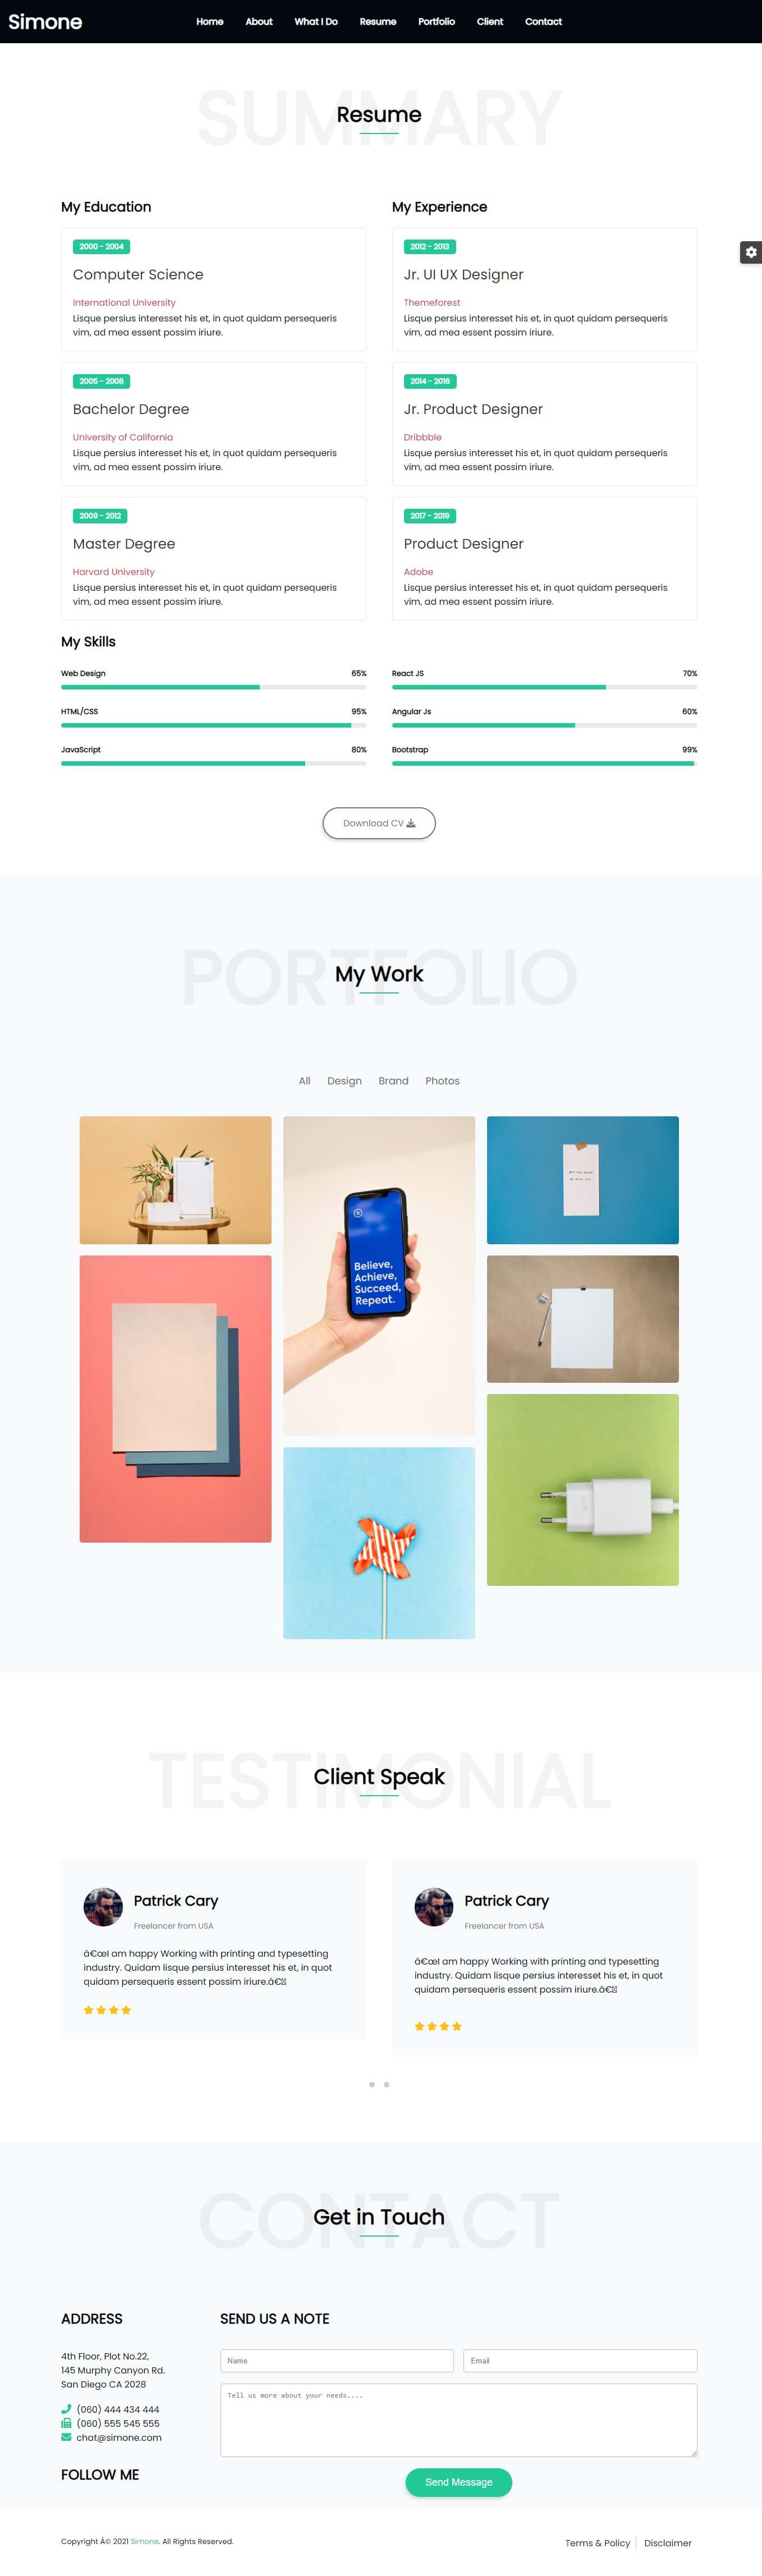 Simone
Home About What I Do Resume Portfolio Client Contact
SUMMARY
Resume
My Education
2000 - 2004
Computer Science
International University
Lisque persius interesset his et, in quot quidam persequeris
vim, ad mea essent possim iriure.
2005 - 2008
Bachelor Degree
University of California
Lisque persius interesset his et, in quot quidam persequeris
vim, ad mea essent possim iriure.
2009 - 2012
Master Degree
Harvard University
Lisque persius interesset his et, in quot quidam persequeris
vim, ad mea essent possim iriure.
My Experience
2012 - 2013
Jr. UI UX Designer
Themeforest
Lisque persius interesset his et, in quot quidam persequeris
vim, ad mea essent possim iriure.
2014 - 2016
Jr. Product Designer
Dribbble
Lisque persius interesset his et, in quot quidam persequeris
vim, ad mea essent possim iriure.
2017 - 2019
Product Designer
Adobe
Lisque persius interesset his et, in quot quidam persequeris
vim, ad mea essent possim iriure.
My Skills
Web Design 65%
HTML/CSS 95%
JavaScript 80%
React JS 70%
Angular Js 60%
Bootstrap 99%
Download CV
PORTFOLIO
My Work
All Design Brand Photos
Believe,
Achieve,
Succeed,
Repeat.
TESTIMONIAL
Client Speak
Patrick Cary
Freelancer from USA
â€œI am happy Working with printing and typesetting
industry. Quidam lisque persius interesset his et, in quot
quidam persequeris essent possim iriure.â€
Patrick Cary
Freelancer from USA
â€œI am happy Working with printing and typesetting
industry. Quidam lisque persius interesset his et, in quot
quidam persequeris essent possim iriure.â€
CONTACT
Get in Touch
ADDRESS
4th Floor, Plot No.22,
145 Murphy Canyon Rd.
San Diego CA 2028
(060) 444 434 444
(060) 555 545 555
chat@simone.com
FOLLOW ME
SEND US A NOTE
Name
Email
Tell us more about your needs....
Send Message
Copyright Â© 2021 Simone. All Rights Reserved.
Terms & Policy Disclaimer